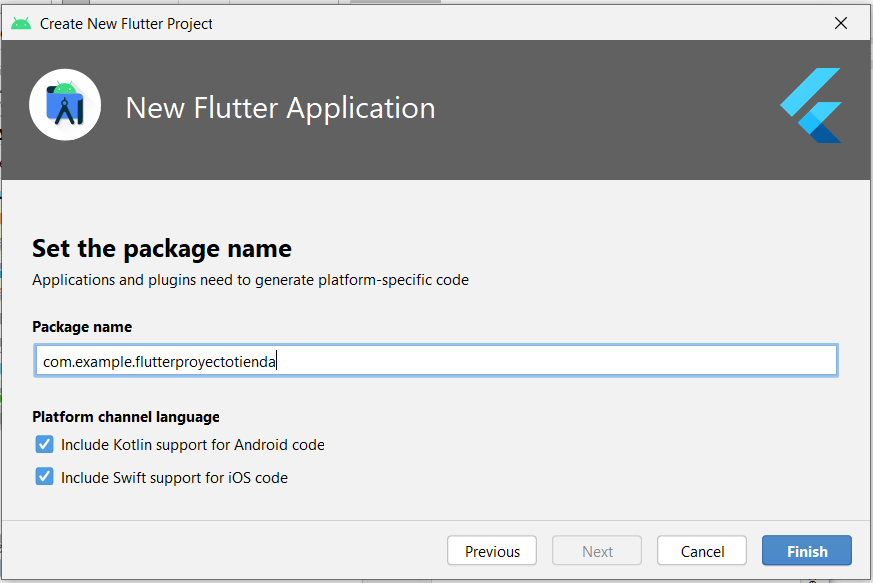 Create New Flutter Project
New Flutter Application
Set the package name
Applications and plugins need to generate platform-specific code
Package name
com.example.flutterproyectotienda
Platform channel language
Include Kotlin support for Android code
Include Swift support for iOS code
Previous
Next
Cancel
Finish